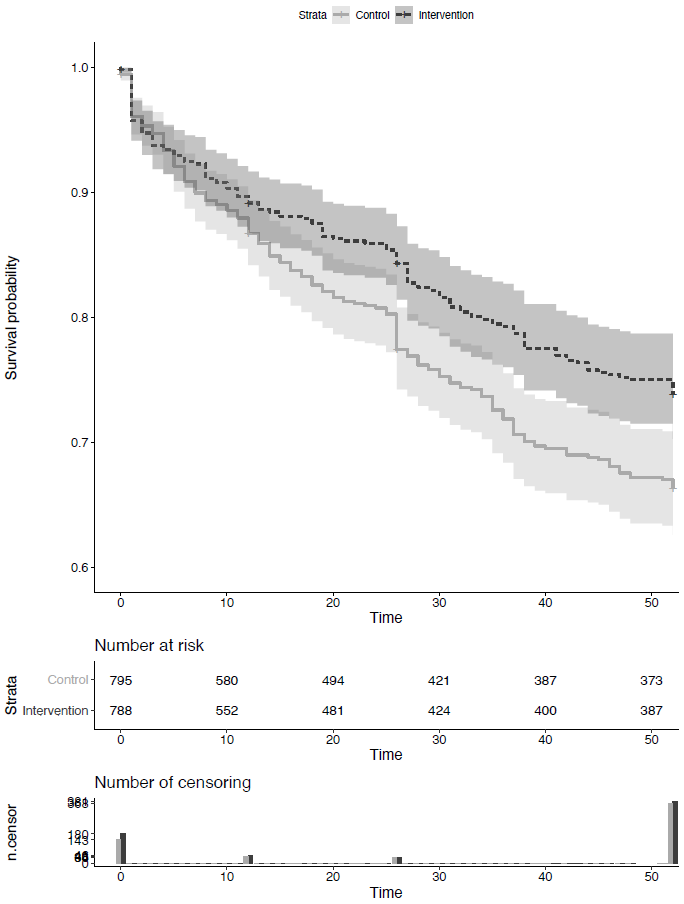 Strata Control Intervention
1.0
0.9
0.8
0.7
0.6
Survival probability
0 10 20 30 40 50
Time
Number at risk
Strata
Control 795 580 494 421 387 373
Intervention 788 552 481 424 400 387
0 10 20 30 40 50
Time
Number of censoring
n.censor
190
143
0
0 10 20 30 40 50
Time